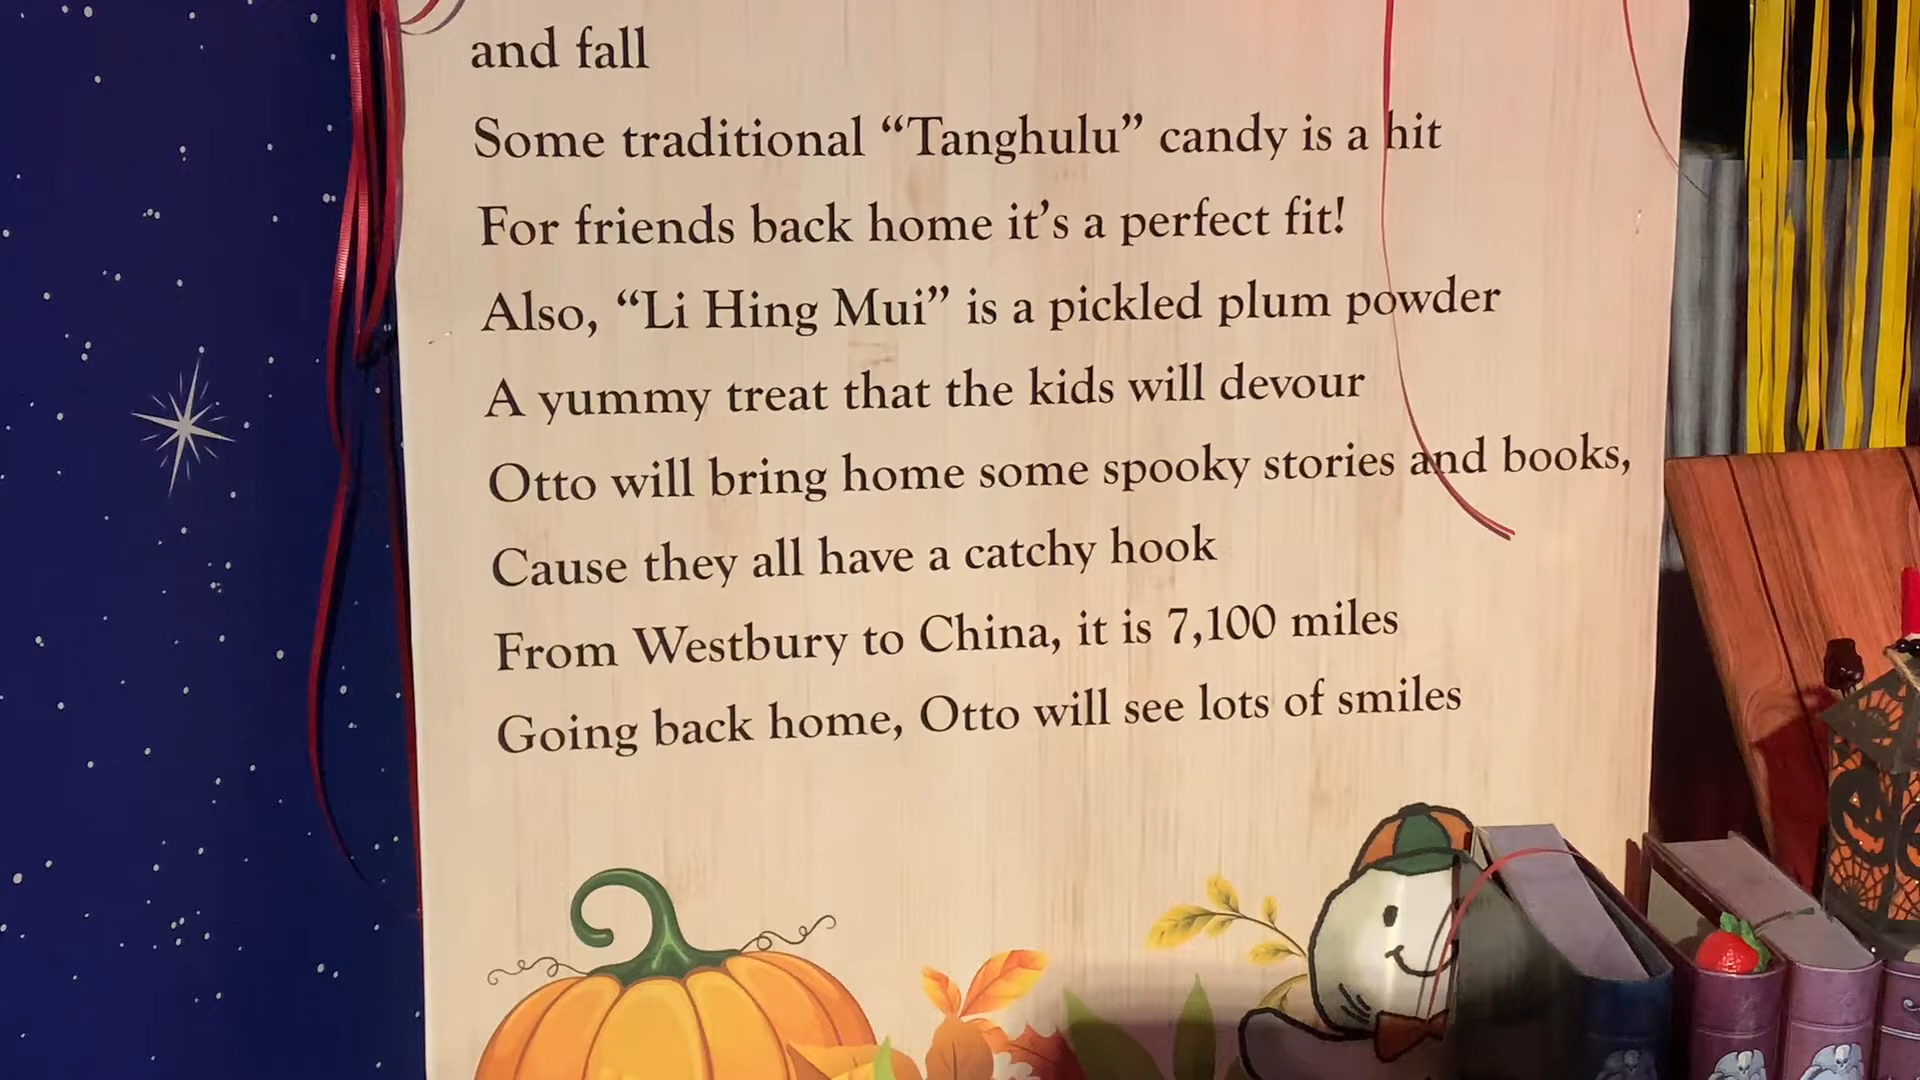 and fall
Some traditional “Tanghulu” candy is a hit
For friends back home it’s a perfect fit!
Also, “Li Hing Mui” is a pickled plum powder
A yummy treat that the kids will devour
Otto will bring home some spooky stories and books,
Cause they all have a catchy hook
From Westbury to China, it is 7,100 miles
Going back home, Otto will see lots of smiles